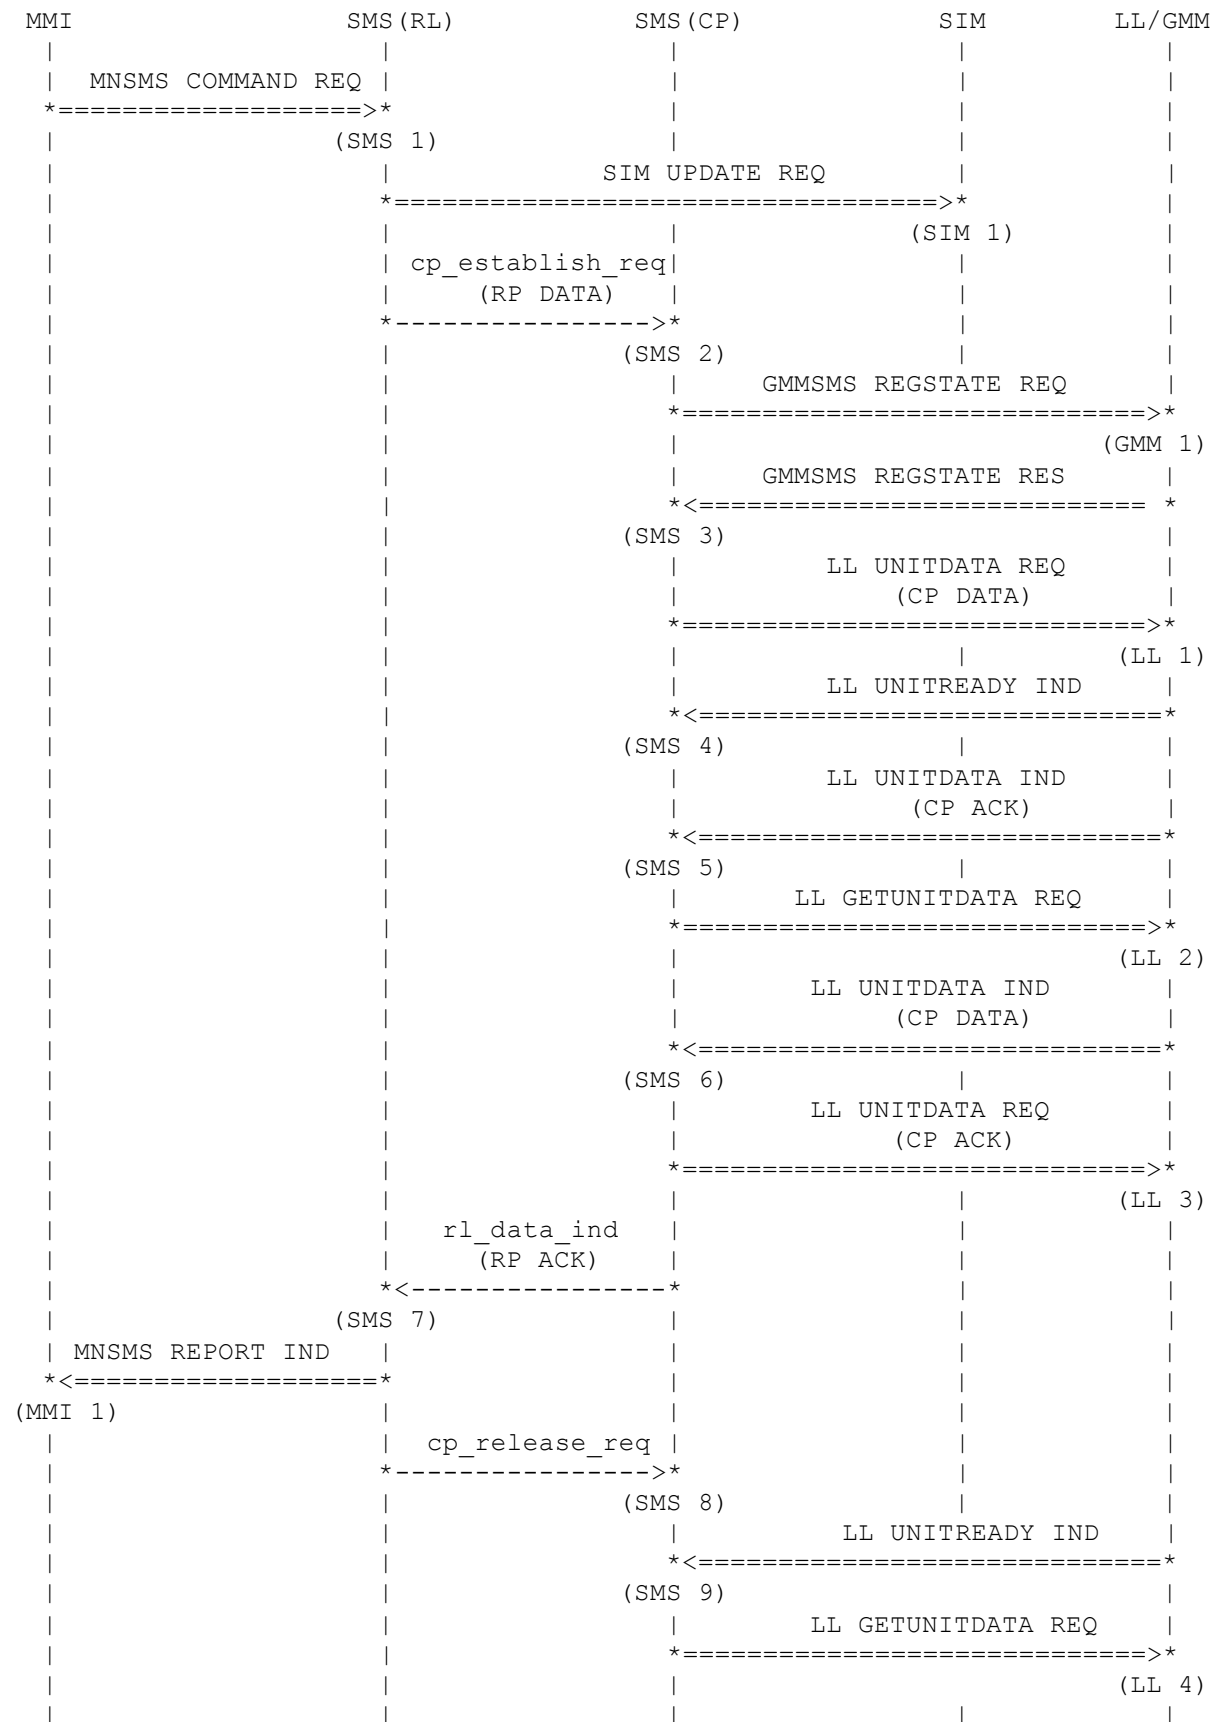 MMI SMS(RL) SMS(CP) SIM LL/GMM
| | | | |
| MNSMS COMMAND REQ | | | |
*===================>* | | |
| (SMS 1) | | |
| | SIM UPDATE REQ | |
| *==================================>* |
| | | (SIM 1) |
| | cp_establish_req| | |
| | (RP DATA) | | |
| *---------------->* | |
| | (SMS 2) | |
| | | GMMSMS REGSTATE REQ |
| | *=============================>*
| | | (GMM 1)
| | | GMMSMS REGSTATE RES |
| | *<============================ *
| | (SMS 3) |
| | | LL UNITDATA REQ |
| | | (CP DATA) |
| | *=============================>*
| | | | (LL 1)
| | | LL UNITREADY IND |
| | *<=============================*
| | (SMS 4) | |
| | | LL UNITDATA IND |
| | | (CP ACK) |
| | *<=============================*
| | (SMS 5) | |
| | | LL GETUNITDATA REQ |
| | *=============================>*
| | | (LL 2)
| | | LL UNITDATA IND |
| | | (CP DATA) |
| | *<=============================*
| | (SMS 6) | |
| | | LL UNITDATA REQ |
| | | (CP ACK) |
| | *=============================>*
| | | | (LL 3)
| | rl_data_ind | | |
| | (RP ACK) | | |
| *<----------------* | |
| (SMS 7) | | |
| MNSMS REPORT IND | | | |
*<===================* | | |
(MMI 1) | | | |
| | cp_release_req | | |
| *---------------->* | |
| | (SMS 8) | |
| | | LL UNITREADY IND |
| | *<=============================*
| | (SMS 9) |
| | | LL GETUNITDATA REQ |
| | *=============================>*
| | | (LL 4)
| | | | |